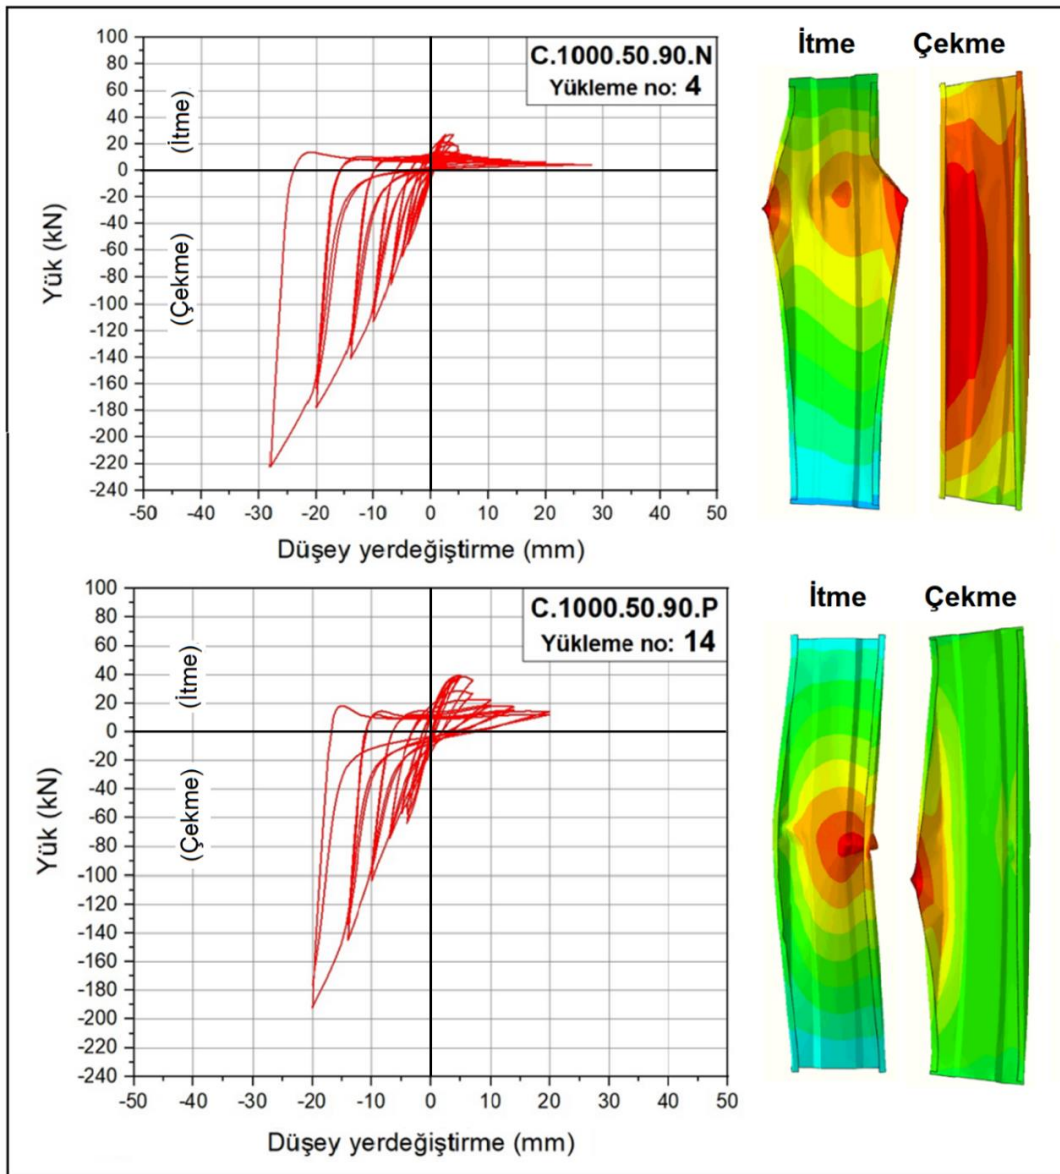 C.1000.50.90.N
Yükleme no: 4
100
80
60
40
20
0
-20
-40
-60
-80
-100
-120
-140
-160
-180
-200
-220
-240
Yük (kN)
(İtme)
(Çekme)
-50 -40 -30 -20 -10 0 10 20 30 40 50
Düşey yerdeğiştirme (mm)
İtme Çekme
C.1000.50.90.P
Yükleme no: 14
100
80
60
40
20
0
-20
-40
-60
-80
-100
-120
-140
-160
-180
-200
-220
-240
Yük (kN)
(İtme)
(Çekme)
-50 -40 -30 -20 -10 0 10 20 30 40 50
Düşey yerdeğiştirme (mm)
İtme Çekme